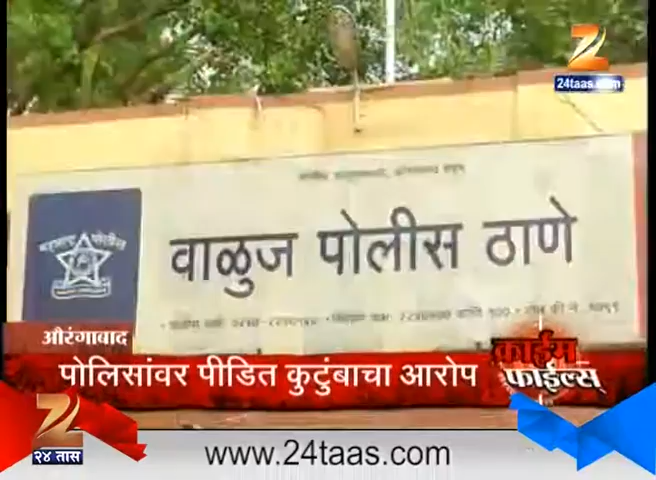 24taas.com
महाराष्ट्र पोलीस
वाळुज पोलीस ठाणे
औरंगाबाद
पोलिसांवर पीडित कुटुंबाचा आरोप
क्राईम
फाईल्स
२४ तास
www.24taas.com